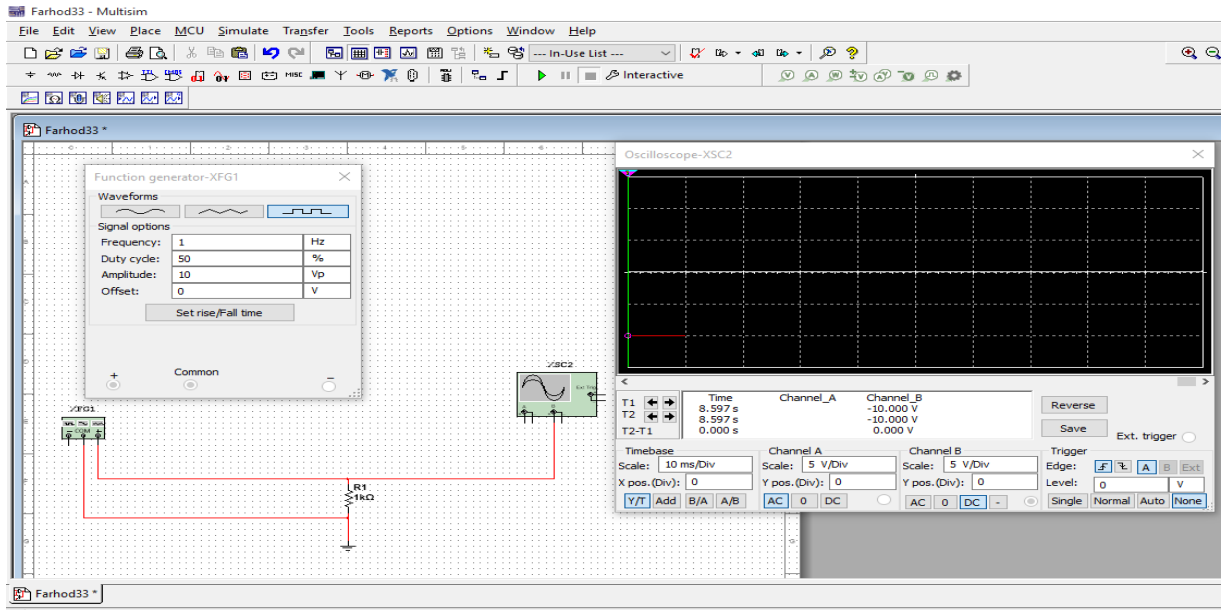 Farhod33 - Multisim
File Edit View Place MCU Simulate Transfer Tools Reports Options Window Help
--- In-Use List ---
MISC Interactive
Farhod33 *
Function generator-XFG1
Waveforms
Signal options
Frequency: 1 Hz
Duty cycle: 50 %
Amplitude: 10 Vp
Offset: 0 V
Set rise/Fall time
+ Common −
XFG1
COM
XSC2
Ext Trig
A B
R1
1kΩ
Oscilloscope-XSC2
Time Channel_A Channel_B
T1 8.597 s -10.000 V
T2 8.597 s -10.000 V
T2-T1 0.000 s 0.000 V
Reverse
Save
Ext. trigger
Timebase
Scale: 10 ms/Div
X pos.(Div): 0
Y/T Add B/A A/B
Channel A
Scale: 5 V/Div
Y pos.(Div): 0
AC 0 DC
Channel B
Scale: 5 V/Div
Y pos.(Div): 0
AC 0 DC -
Trigger
Edge: A B Ext
Level: 0 V
Single Normal Auto None
Farhod33 *